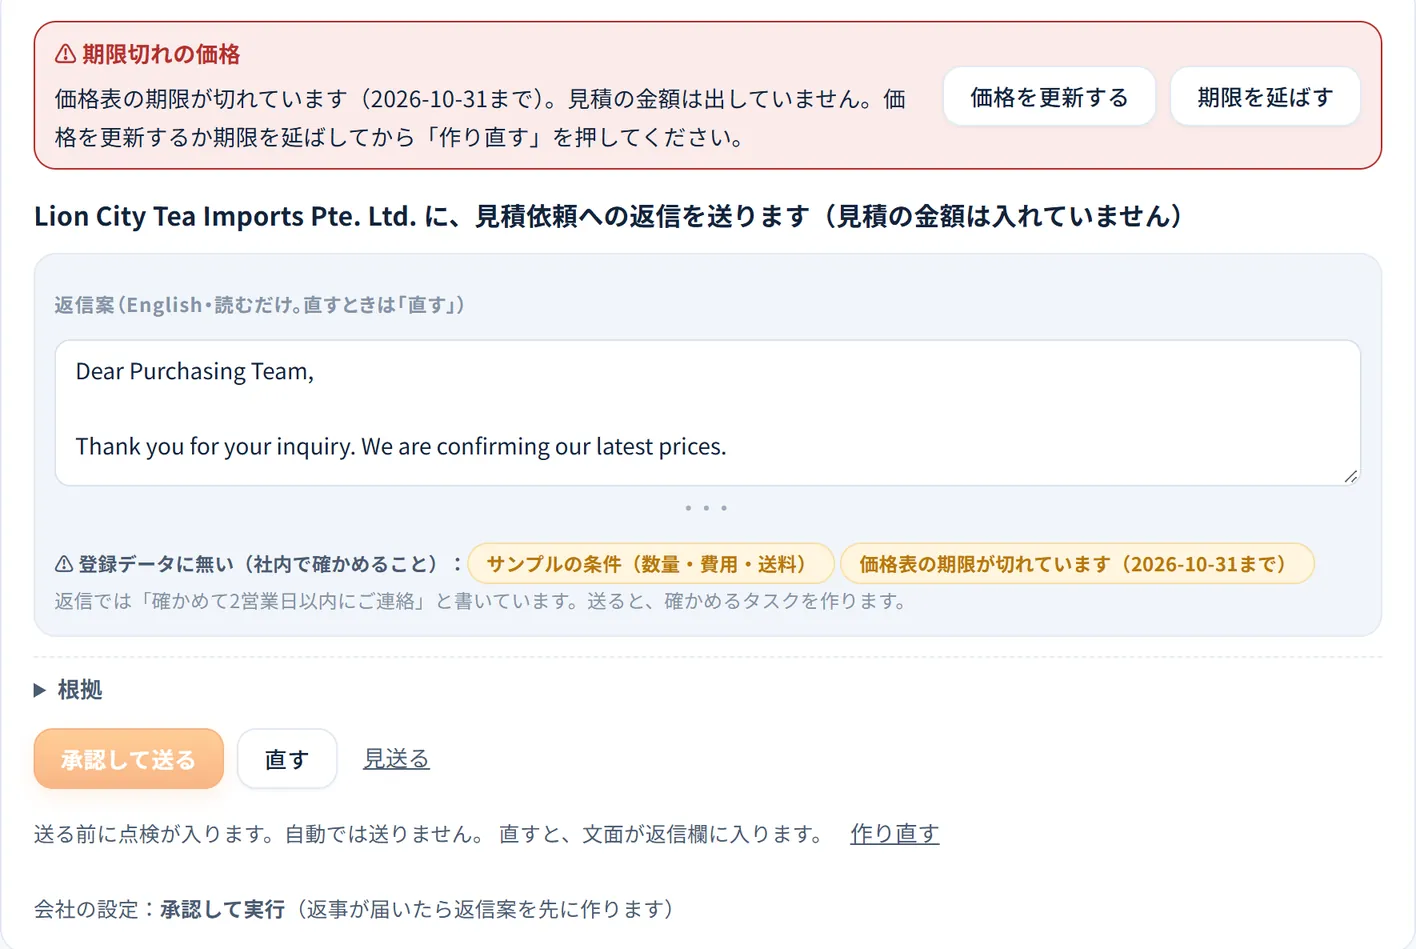 ⚠ 期限切れの価格
価格表の期限が切れています（2026-10-31まで）。見積の金額は出していません。価
格を更新するか期限を延ばしてから「作り直す」を押してください。
価格を更新する
期限を延ばす
Lion City Tea Imports Pte. Ltd. に、見積依頼への返信を送ります（見積の金額は入れていません）
返信案（English・読むだけ。直すときは「直す」）
Dear Purchasing Team,
Thank you for your inquiry. We are confirming our latest prices.
• • •
⚠ 登録データに無い（社内で確かめること）： サンプルの条件（数量・費用・送料） 価格表の期限が切れています（2026-10-31まで）
返信では「確かめて2営業日以内にご連絡」と書いています。送ると、確かめるタスクを作ります。
▶ 根拠
承認して送る 直す 見送る
送る前に点検が入ります。自動では送りません。 直すと、文面が返信欄に入ります。 作り直す
会社の設定：承認して実行（返事が届いたら返信案を先に作ります）